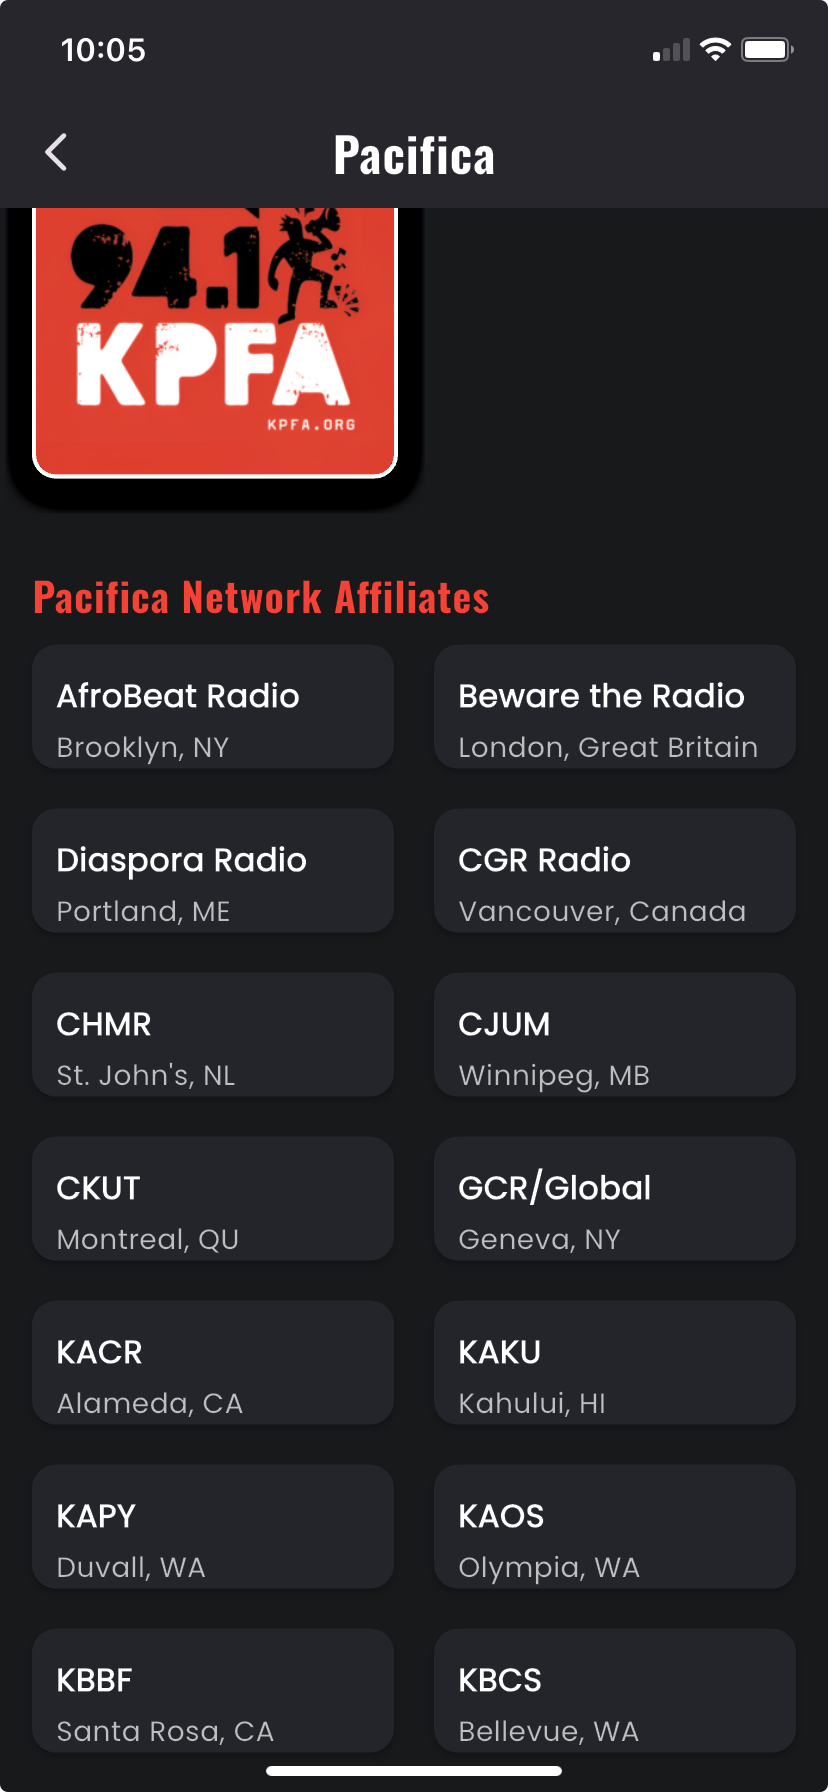 10:05
Pacifica
94.1
KPFA
KPFA.ORG
Pacifica Network Affiliates
AfroBeat Radio
Brooklyn, NY
Beware the Radio
London, Great Britain
Diaspora Radio
Portland, ME
CGR Radio
Vancouver, Canada
CHMR
St. John's, NL
CJUM
Winnipeg, MB
CKUT
Montreal, QU
GCR/Global
Geneva, NY
KACR
Alameda, CA
KAKU
Kahului, HI
KAPY
Duvall, WA
KAOS
Olympia, WA
KBBF
Santa Rosa, CA
KBCS
Bellevue, WA